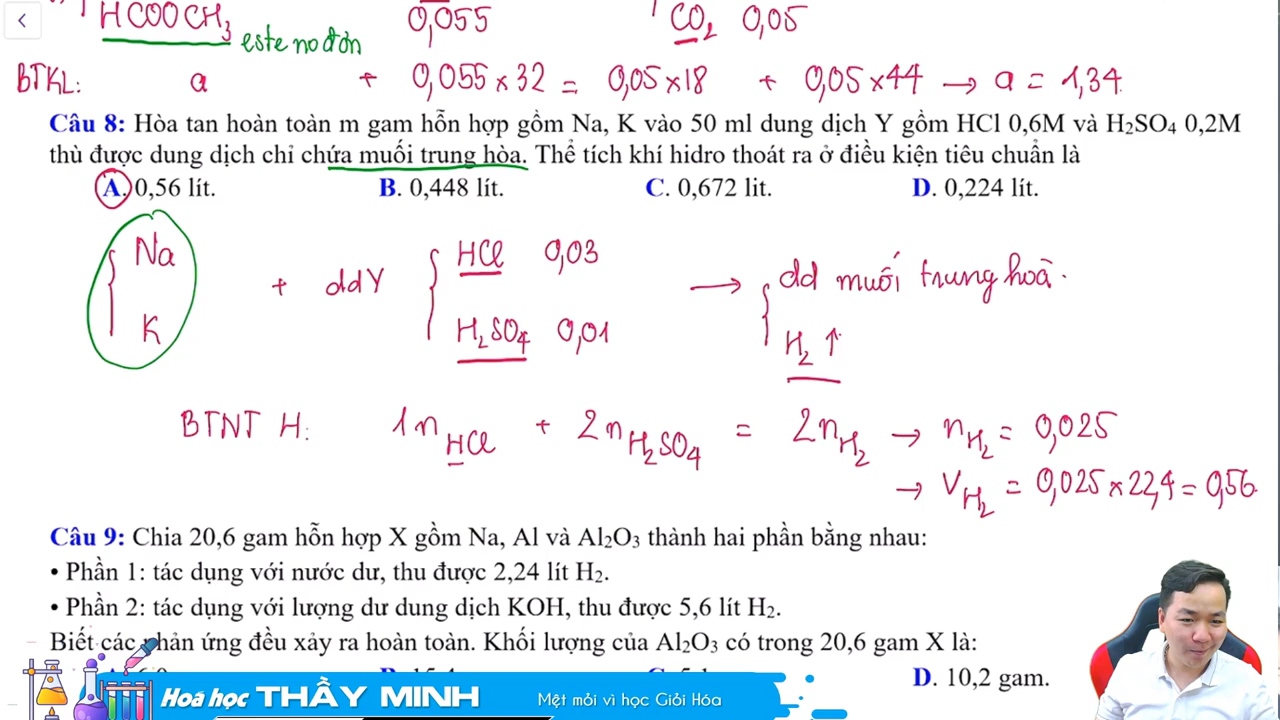 HCOOCH3 0,055 CO2 0,05
este no đơn
BTKL: a + 0,055 × 32 = 0,05 × 18 + 0,05 × 44 → a = 1,34
Câu 8: Hòa tan hoàn toàn m gam hỗn hợp gồm Na, K vào 50 ml dung dịch Y gồm HCl 0,6M và H2SO4 0,2M
thù được dung dịch chỉ chứa muối trung hòa. Thể tích khí hidro thoát ra ở điều kiện tiêu chuẩn là
A. 0,56 lít. B. 0,448 lít. C. 0,672 lit. D. 0,224 lít.
Na HCl 0,03 dd muối trung hoà.
+ ddY →
K H2SO4 0,01 H2 ↑
BTNT H: 1nHCl + 2nH2SO4 = 2nH2 → nH2 = 0,025
→ VH2 = 0,025 × 22,4 = 0,56
Câu 9: Chia 20,6 gam hỗn hợp X gồm Na, Al và Al2O3 thành hai phần bằng nhau:
• Phần 1: tác dụng với nước dư, thu được 2,24 lít H2.
• Phần 2: tác dụng với lượng dư dung dịch KOH, thu được 5,6 lít H2.
Biết các phản ứng đều xảy ra hoàn toàn. Khối lượng của Al2O3 có trong 20,6 gam X là:
D. 10,2 gam.
Hoá học THẦY MINH Mệt mỏi vì học Giỏi Hóa